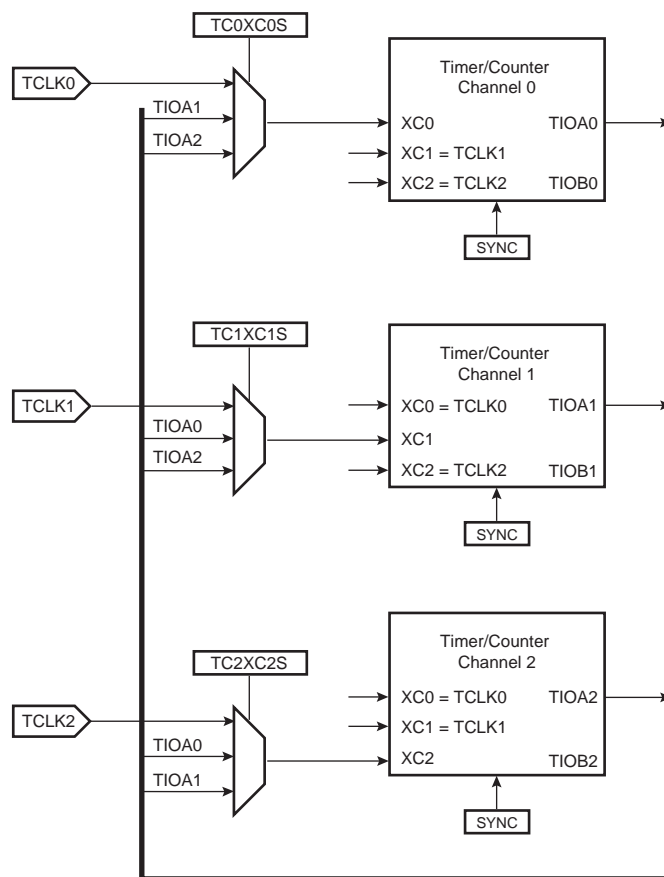 TC0XC0S
TCLK0
TIOA1
TIOA2
Timer/Counter
Channel 0
XC0
TIOA0
XC1 = TCLK1
XC2 = TCLK2
TIOB0
SYNC
TC1XC1S
TCLK1
TIOA0
TIOA2
Timer/Counter
Channel 1
XC0 = TCLK0
TIOA1
XC1
XC2 = TCLK2
TIOB1
SYNC
TC2XC2S
TCLK2
TIOA0
TIOA1
Timer/Counter
Channel 2
XC0 = TCLK0
TIOA2
XC1 = TCLK1
XC2
TIOB2
SYNC